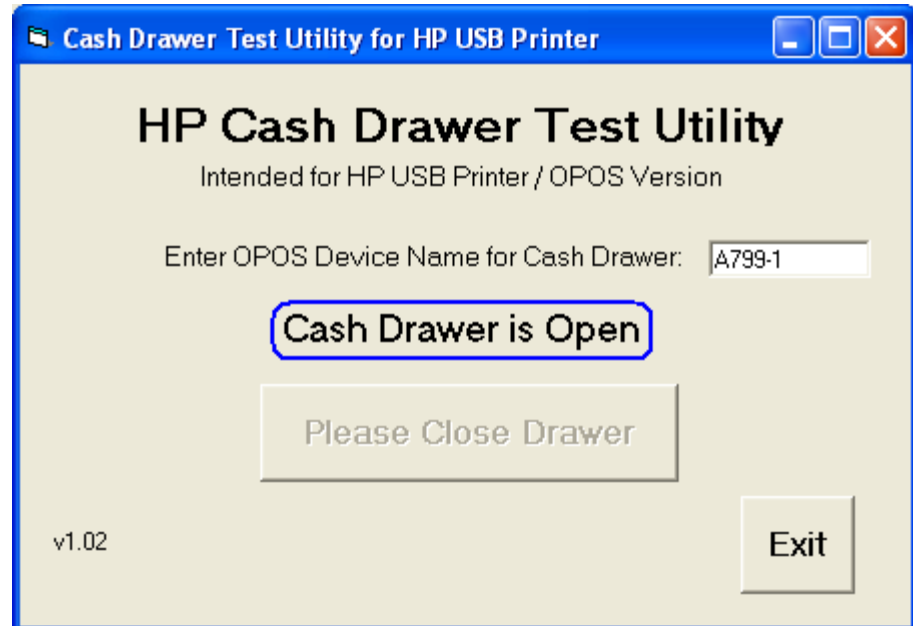 Cash Drawer Test Utility for HP USB Printer
HP Cash Drawer Test Utility
Intended for HP USB Printer / OPOS Version
Enter OPOS Device Name for Cash Drawer: A799-1
Cash Drawer is Open
Please Close Drawer
v1.02
Exit